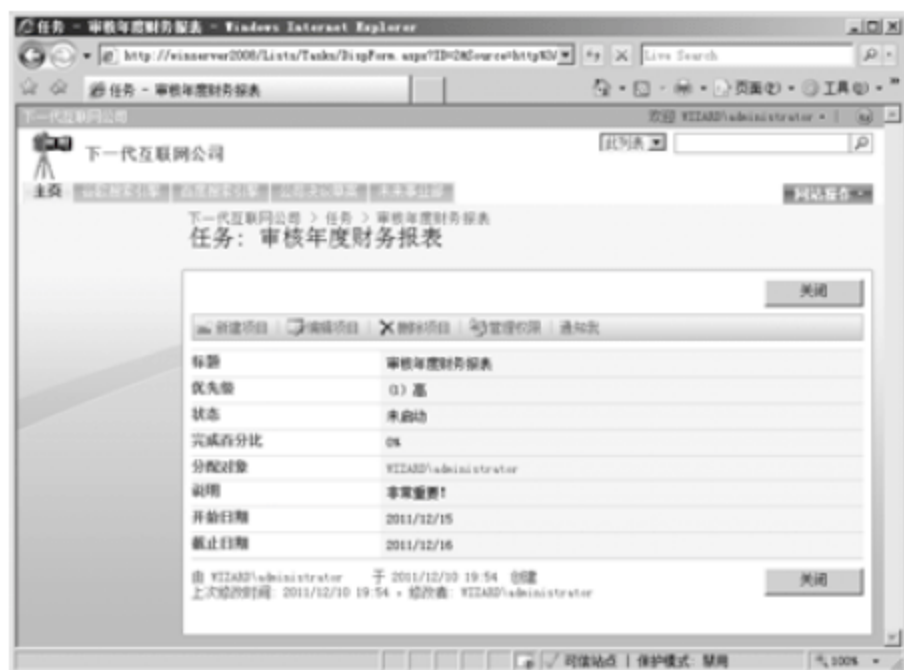 任务 - 审核年度财务报表 - Windows Internet Explorer
http://winserver2008/Lists/Tasks/DispForm.aspx?ID=2&Source=http%3A
Live Search
任务 - 审核年度财务报表
页面(P) 工具(O)
下一代互联网公司
欢迎 WIZARD\administrator
下一代互联网公司
此列表
主页
网站操作
下一代互联网公司 > 任务 > 审核年度财务报表
任务: 审核年度财务报表
关闭
新建项目 | 编辑项目 | 删除项目 | 管理权限 | 通知我
标题 审核年度财务报表
优先级 (1) 高
状态 未启动
完成百分比 0%
分配对象 WIZARD\administrator
说明 非常重要!
开始日期 2011/12/15
截止日期 2011/12/16
由 WIZARD\administrator 于 2011/12/10 19:54 创建
上次修改时间: 2011/12/10 19:54 , 修改者: WIZARD\administrator
关闭
可信站点 | 保护模式: 禁用
100%